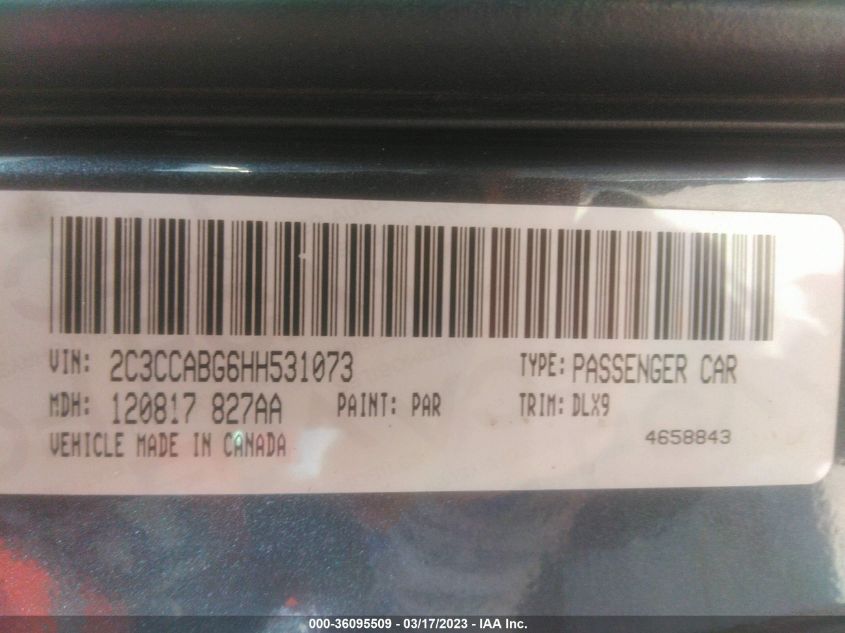 VIN: 2C3CCABG6HH531073 TYPE: PASSENGER CAR
MDH: 120817 827AA PAINT: PAR TRIM: DLX9
VEHICLE MADE IN CANADA 4658843
000-36095509 - 03/17/2023 - IAA Inc.